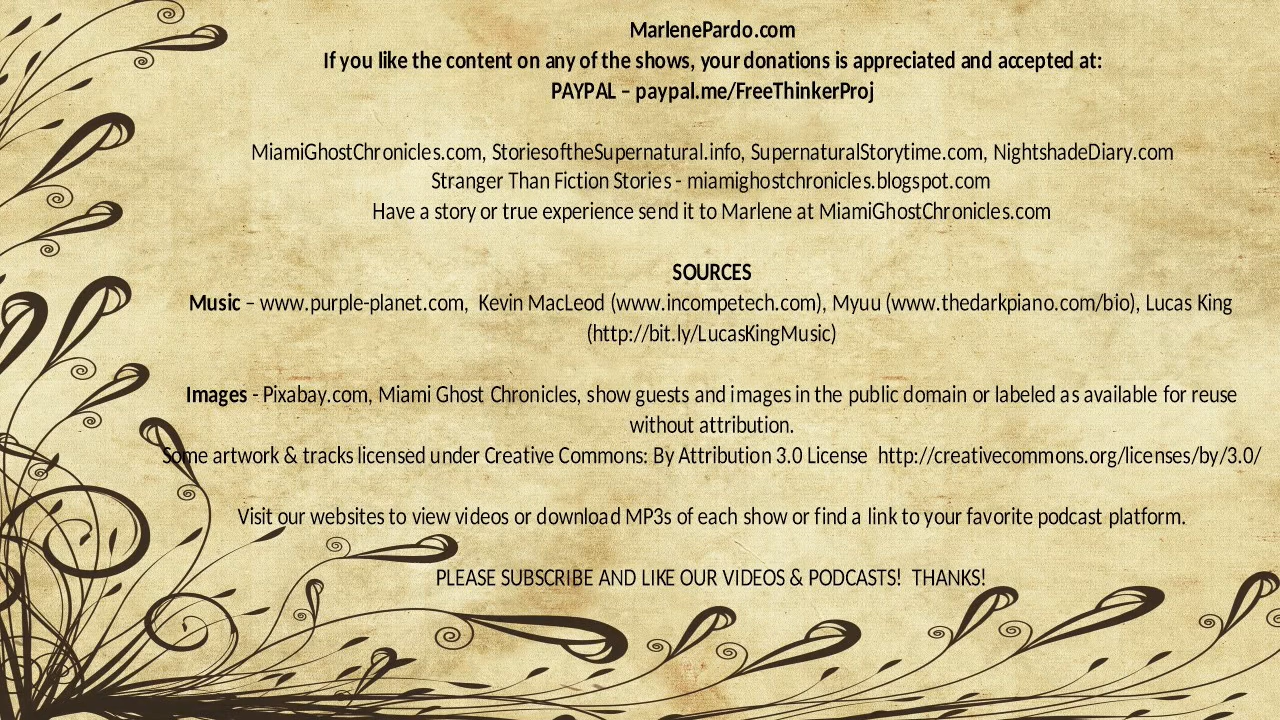 MarlenePardo.com
If you like the content on any of the shows, your donations is appreciated and accepted at:
PAYPAL – paypal.me/FreeThinkerProj
MiamiGhostChronicles.com, StoriesoftheSupernatural.info, SupernaturalStorytime.com, NightshadeDiary.com
Stranger Than Fiction Stories - miamighostchronicles.blogspot.com
Have a story or true experience send it to Marlene at MiamiGhostChronicles.com
SOURCES
Music – www.purple-planet.com,  Kevin MacLeod (www.incompetech.com), Myuu (www.thedarkpiano.com/bio), Lucas King
(http://bit.ly/LucasKingMusic)
Images - Pixabay.com, Miami Ghost Chronicles, show guests and images in the public domain or labeled as available for reuse
without attribution.
Some artwork & tracks licensed under Creative Commons: By Attribution 3.0 License  http://creativecommons.org/licenses/by/3.0/
Visit our websites to view videos or download MP3s of each show or find a link to your favorite podcast platform.
PLEASE SUBSCRIBE AND LIKE OUR VIDEOS & PODCASTS!  THANKS!